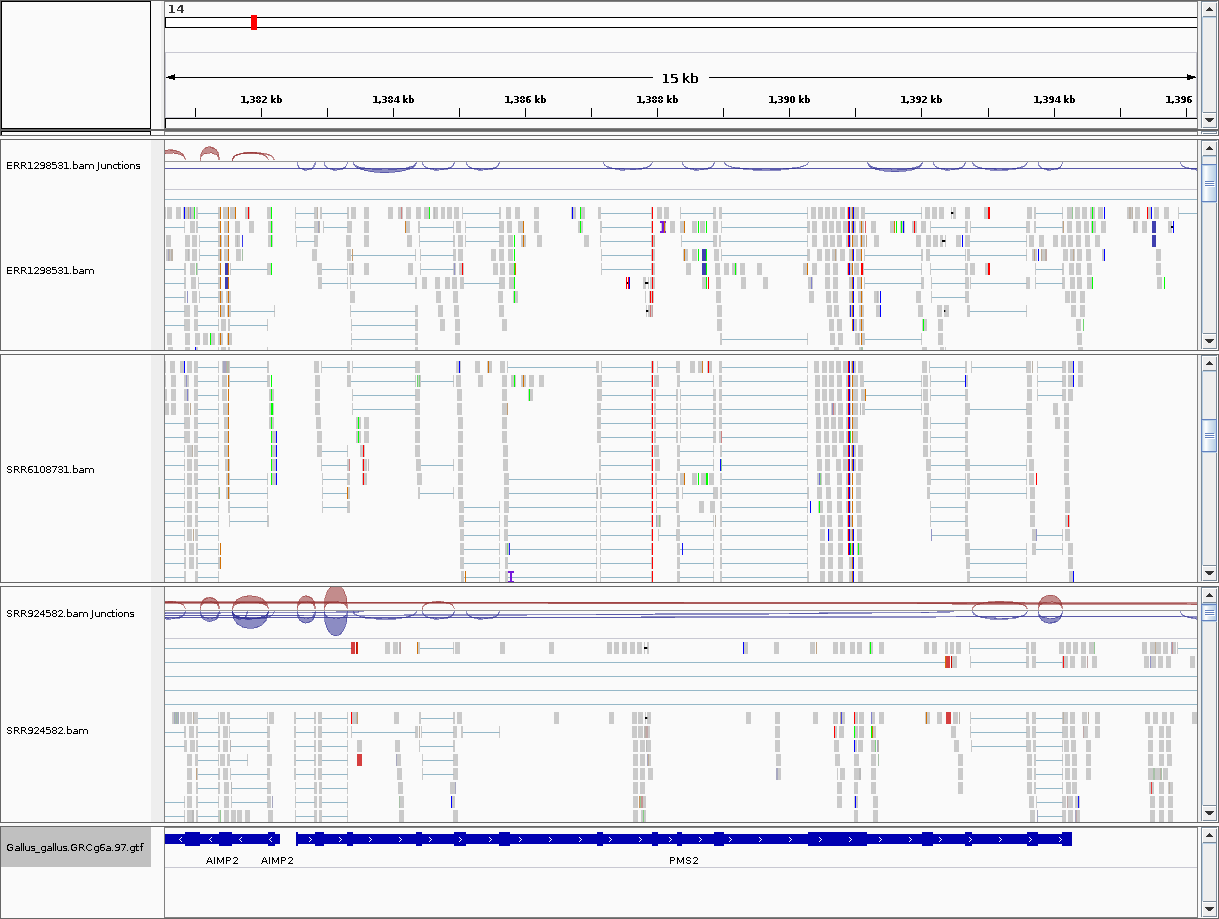 14
15 kb
1,382 kb 1,384 kb 1,386 kb 1,388 kb 1,390 kb 1,392 kb 1,394 kb 1,396
ERR1298531.bam Junctions
ERR1298531.bam
SRR6108731.bam
SRR924582.bam Junctions
SRR924582.bam
Gallus_gallus.GRCg6a.97.gtf
AIMP2 AIMP2 PMS2